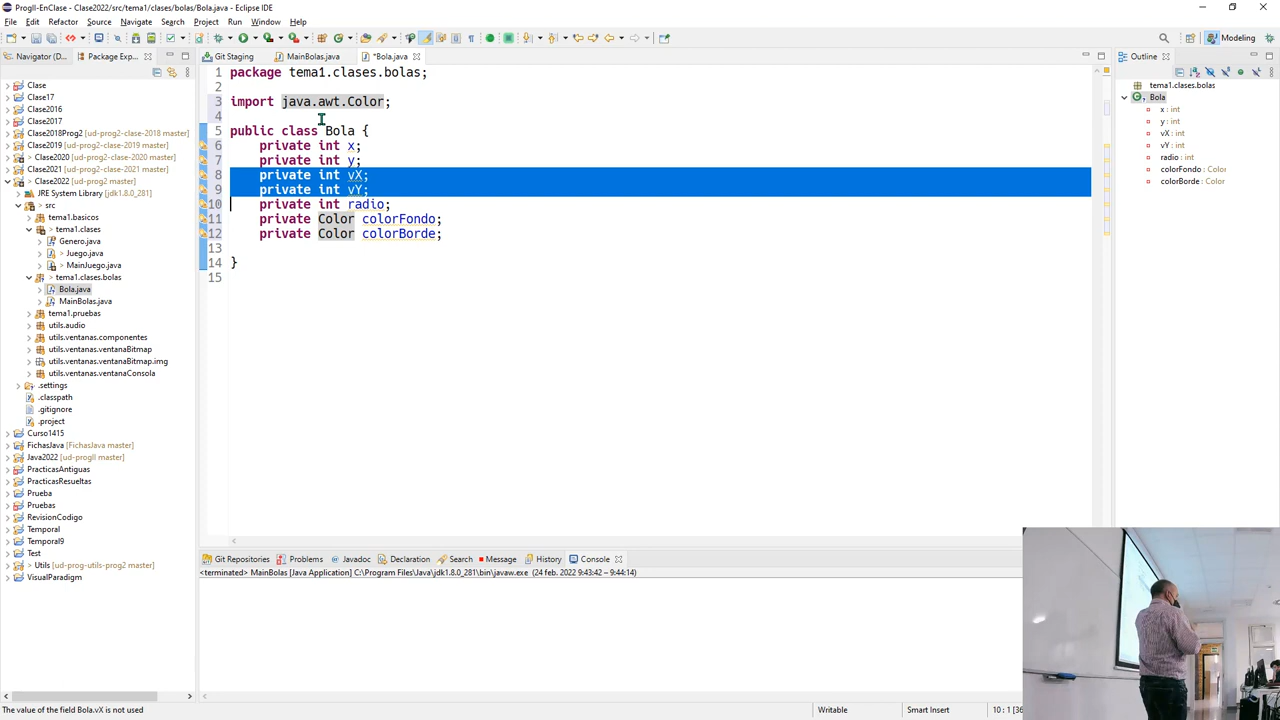 ProgII-EnClase - Clase2022/src/tema1/clases/bolas/Bola.java - Eclipse IDE
File Edit Refactor Source Navigate Search Project Run Window Help
Modeling
Navigator (D...
Package Exp...
Git Staging
MainBolas.java
*Bola.java
Outline
Clase
Clase17
Clase2016
Clase2018Prog2 [ud-prog2-clase-2018 master]
Clase2019 [ud-prog2-clase-2019 master]
> Clase2020 [ud-prog2-clase-2020 master]
Clase2021 [ud-prog2-clase-2021 master]
> Clase2022 [ud-prog2 master]
JRE System Library [jdk1.8.0_281]
> src
tema1.basicos
> tema1.clases
Genero.java
> Juego.java
> MainJuego.java
> tema1.clases.bolas
Bola.java
MainBolas.java
tema1.pruebas
utils.audio
utils.ventanas.componentes
utils.ventanas.ventanaBitmap
utils.ventanas.ventanaBitmap.img
utils.ventanas.ventanaConsola
.settings
.classpath
.gitignore
.project
Curso1415
FichasJava [FichasJava master]
Java2022 [ud-progII master]
PracticasAntiguas
PracticasResueltas
Prueba
Pruebas
RevisionCodigo
Temporal
Temporal9
Test
> Utils [ud-prog-utils-prog2 master]
VisualParadigm
1 package tema1.clases.bolas;
2
3 import java.awt.Color;
4
5 public class Bola {
6 private int x;
7 private int y;
8 private int vX;
9 private int vY;
10 private int radio;
11 private Color colorFondo;
12 private Color colorBorde;
13
14 }
15
tema1.clases.bolas
Bola
x : int
y : int
vX : int
vY : int
radio : int
colorFondo : Color
colorBorde : Color
Git Repositories Problems Javadoc Declaration Search Message History Console
<terminated> MainBolas [Java Application] C:\Program Files\Java\jdk1.8.0_281\bin\javaw.exe (24 feb. 2022 9:43:42 – 9:44:14)
The value of the field Bola.vX is not used
Writable
Smart Insert